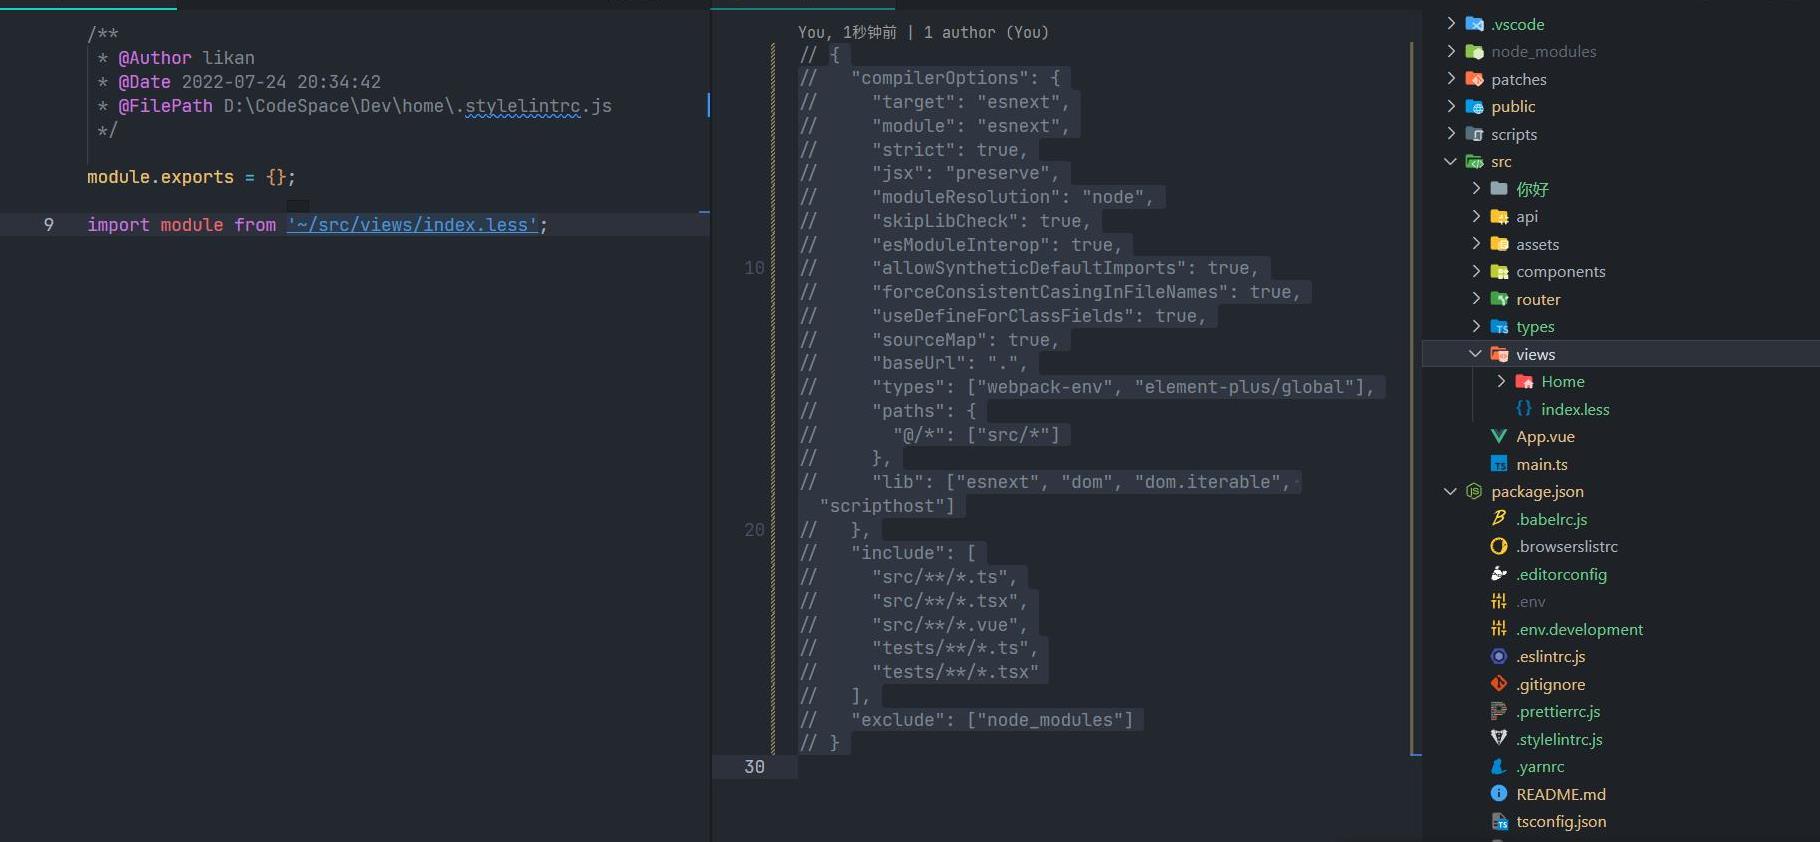 /**
* @Author likan
* @Date 2022-07-24 20:34:42
* @FilePath D:\CodeSpace\Dev\home\.stylelintrc.js
*/
module.exports = {};
9 import module from '~/src/views/index.less';
You, 1秒钟前 | 1 author (You)
// {
//   "compilerOptions": {
//     "target": "esnext",
//     "module": "esnext",
//     "strict": true,
//     "jsx": "preserve",
//     "moduleResolution": "node",
//     "skipLibCheck": true,
//     "esModuleInterop": true,
10 //     "allowSyntheticDefaultImports": true,
//     "forceConsistentCasingInFileNames": true,
//     "useDefineForClassFields": true,
//     "sourceMap": true,
//     "baseUrl": ".",
//     "types": ["webpack-env", "element-plus/global"],
//     "paths": {
//       "@/*": ["src/*"]
//     },
//     "lib": ["esnext", "dom", "dom.iterable",
"scripthost"]
20 //   },
//   "include": [
//     "src/**/*.ts",
//     "src/**/*.tsx",
//     "src/**/*.vue",
//     "tests/**/*.ts",
//     "tests/**/*.tsx"
//   ],
//   "exclude": ["node_modules"]
// }
30
.vscode
node_modules
patches
public
scripts
src
你好
api
assets
components
router
types
views
Home
index.less
App.vue
main.ts
package.json
.babelrc.js
.browserslistrc
.editorconfig
.env
.env.development
.eslintrc.js
.gitignore
.prettierrc.js
.stylelintrc.js
.yarnrc
README.md
tsconfig.json